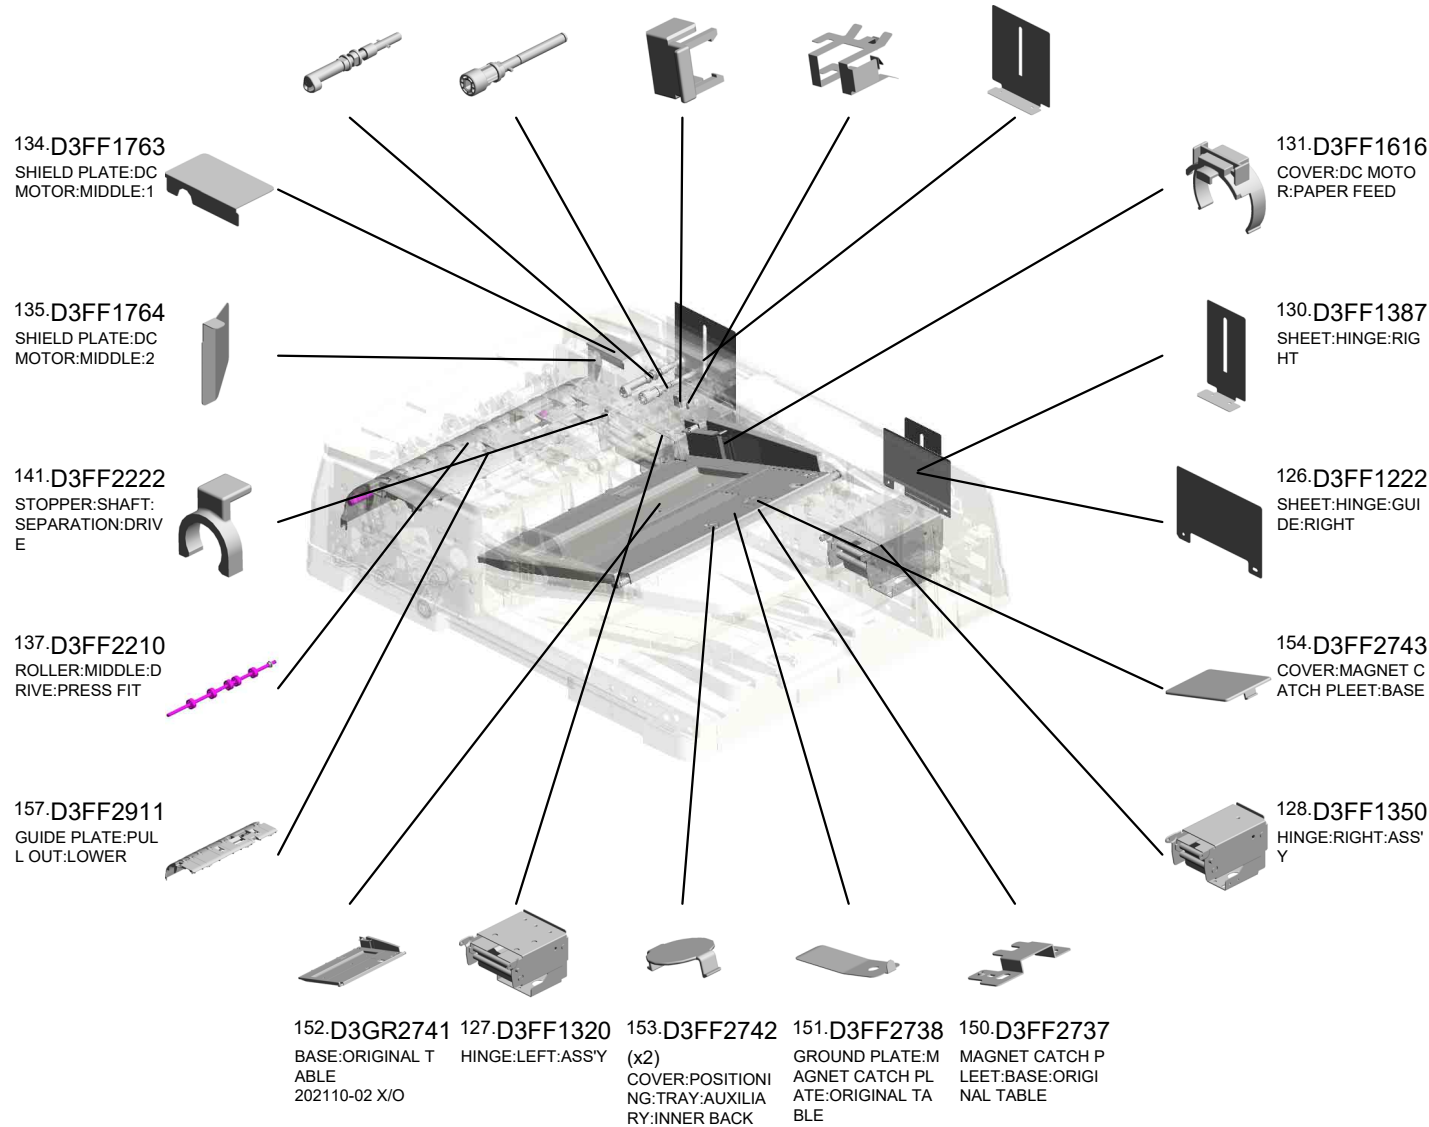 134.D3FF1763
SHIELD PLATE:DC
MOTOR:MIDDLE:1
135.D3FF1764
SHIELD PLATE:DC
MOTOR:MIDDLE:2
141.D3FF2222
STOPPER:SHAFT:
SEPARATION:DRIV
E
137.D3FF2210
ROLLER:MIDDLE:D
RIVE:PRESS FIT
157.D3FF2911
GUIDE PLATE:PUL
L OUT:LOWER
131.D3FF1616
COVER:DC MOTO
R:PAPER FEED
130.D3FF1387
SHEET:HINGE:RIG
HT
126.D3FF1222
SHEET:HINGE:GUI
DE:RIGHT
154.D3FF2743
COVER:MAGNET C
ATCH PLEET:BASE
128.D3FF1350
HINGE:RIGHT:ASS'
Y
152.D3GR2741
BASE:ORIGINAL T
ABLE
202110-02 X/O
127.D3FF1320
HINGE:LEFT:ASS'Y
153.D3FF2742
(x2)
COVER:POSITIONI
NG:TRAY:AUXILIA
RY:INNER BACK
151.D3FF2738
GROUND PLATE:M
AGNET CATCH PL
ATE:ORIGINAL TA
BLE
150.D3FF2737
MAGNET CATCH P
LEET:BASE:ORIGI
NAL TABLE